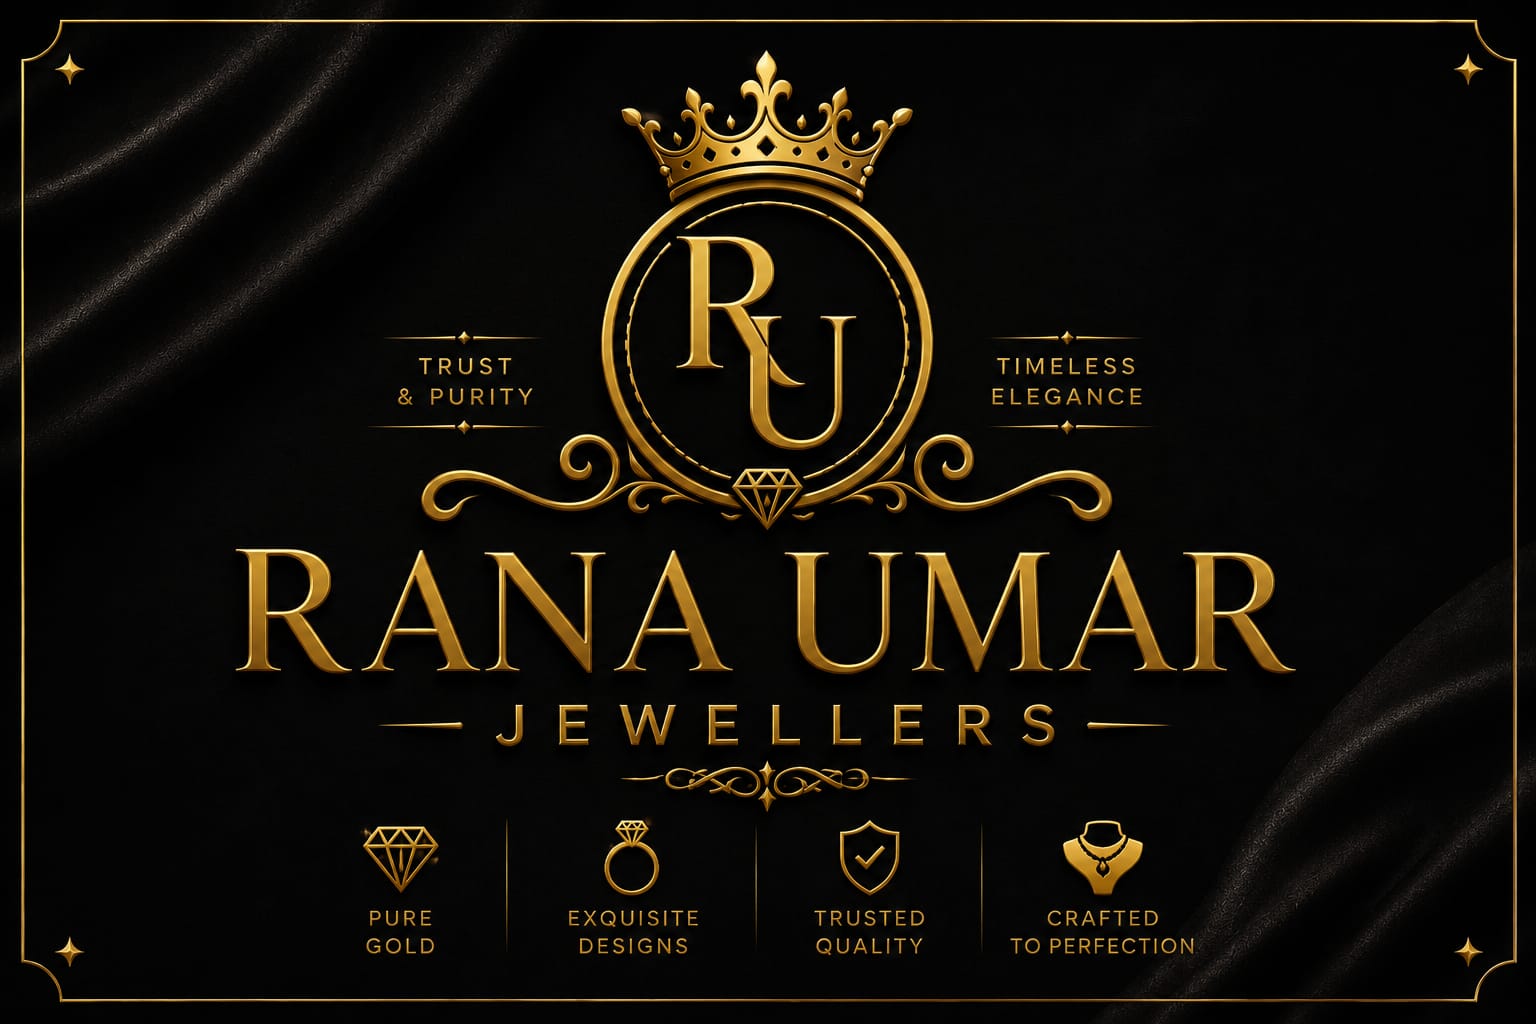 RU
TRUST
& PURITY
TIMELESS
ELEGANCE
RANA UMAR
JEWELLERS
PURE
GOLD
EXQUISITE
DESIGNS
TRUSTED
QUALITY
CRAFTED
TO PERFECTION